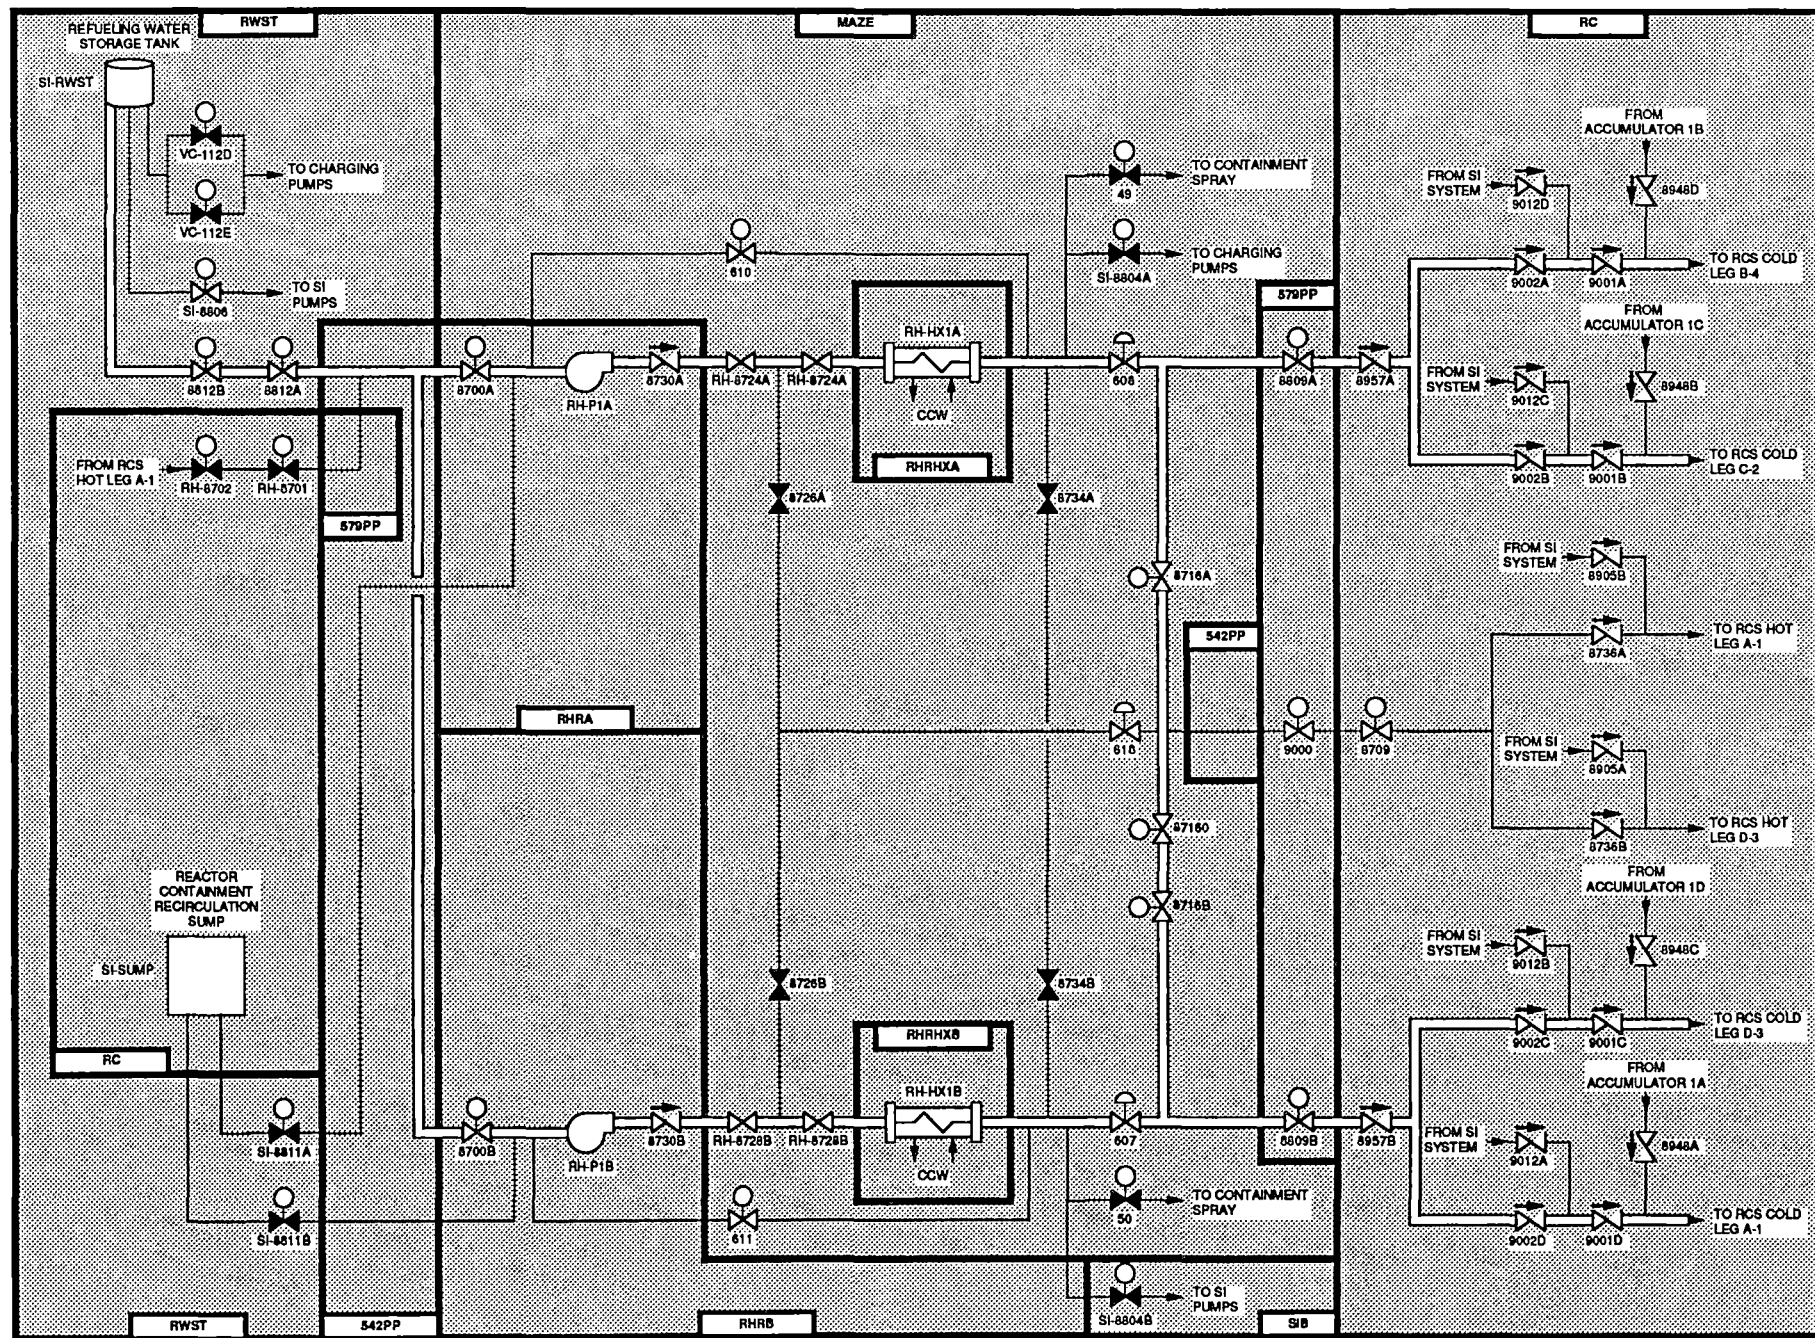 RWST
MAZE
RC
REFUELING WATER
STORAGE TANK
SI-RWST
VC-112D
TO CHARGING
PUMPS
VC-112E
TO SI
PUMPS
SI-8806
8812B
8812A
579PP
FROM RCS
HOT LEG A-1
RH-8702
RH-8701
REACTOR
CONTAINMENT
RECIRCULATION
SUMP
SI-SUMP
RC
SI-8811A
SI-8811B
RWST
542PP
8700A
RH-P1A
8730A
RH-8724A
RH-8724A
610
RH-HX1A
CCW
RHRHXA
49
TO CONTAINMENT
SPRAY
SI-8804A
TO CHARGING
PUMPS
608
579PP
8809A
8957A
8726A
8734A
8716A
542PP
RHRA
618
9000
8709
8716B
8726B
8734B
RHRHXB
RH-HX1B
CCW
8700B
RH-P1B
8730B
RH-8728B
RH-8728B
611
607
8809B
8957B
50
TO CONTAINMENT
SPRAY
SI-8804B
TO SI
PUMPS
RHRB
SIB
FROM
ACCUMULATOR 1B
FROM SI
SYSTEM
9012D
8948D
9002A
9001A
TO RCS COLD
LEG B-4
FROM
ACCUMULATOR 1C
FROM SI
SYSTEM
9012C
8948B
9002B
9001B
TO RCS COLD
LEG C-2
FROM SI
SYSTEM
8905B
8736A
TO RCS HOT
LEG A-1
FROM SI
SYSTEM
8905A
8736B
TO RCS HOT
LEG D-3
FROM
ACCUMULATOR 1D
FROM SI
SYSTEM
9012B
8948C
9002C
9001C
TO RCS COLD
LEG D-3
FROM
ACCUMULATOR 1A
FROM SI
SYSTEM
9012A
8948A
9002D
9001D
TO RCS COLD
LEG A-1